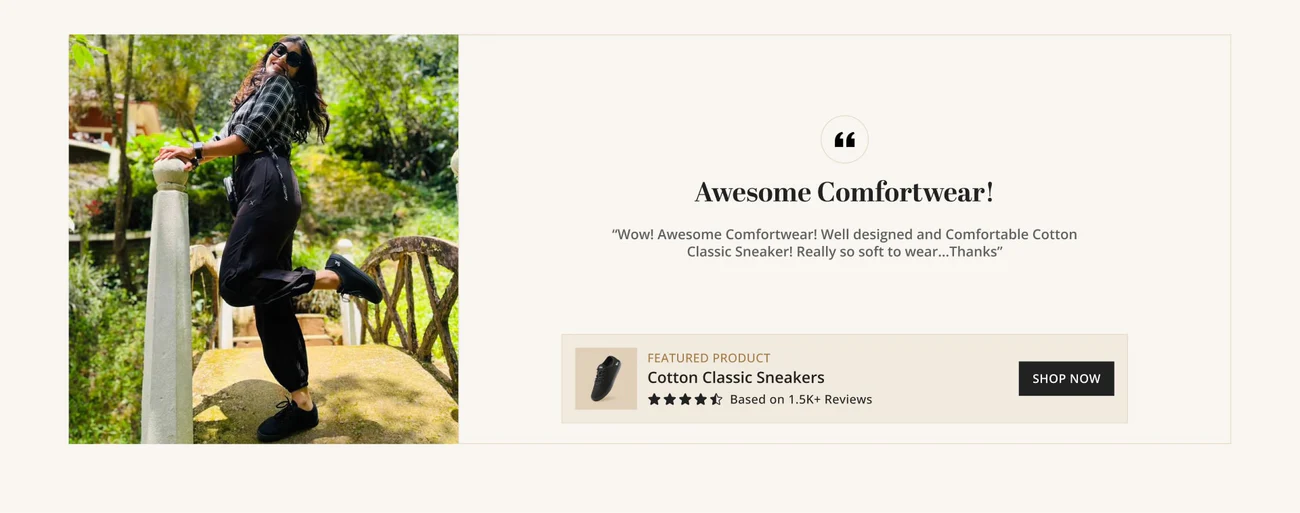 ❝
Awesome Comfortwear!
“Wow! Awesome Comfortwear! Well designed and Comfortable Cotton
Classic Sneaker! Really so soft to wear...Thanks”
FEATURED PRODUCT
Cotton Classic Sneakers
Based on 1.5K+ Reviews
SHOP NOW